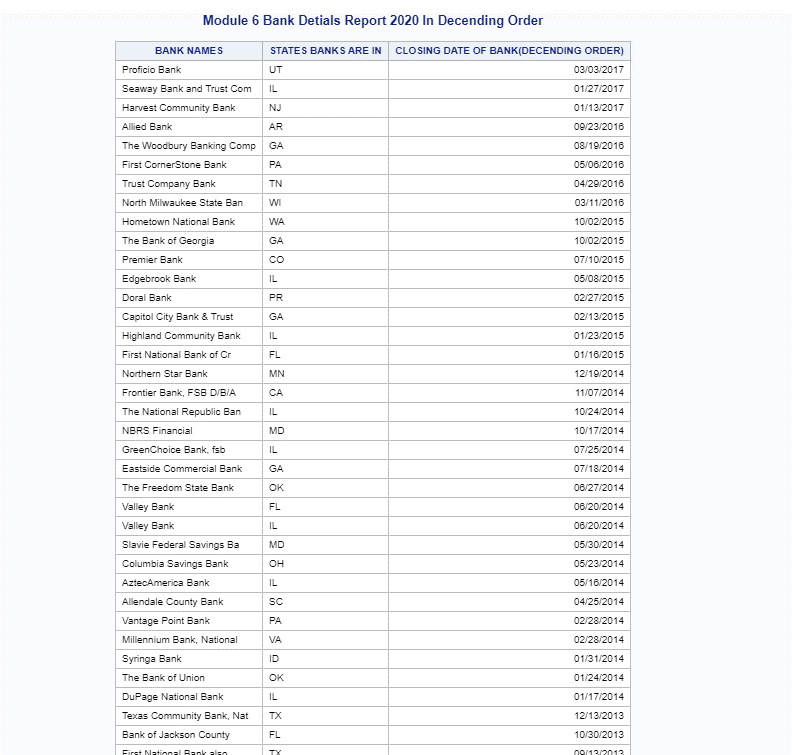 Module 6 Bank Detials Report 2020 In Decending Order
BANK NAMES STATES BANKS ARE IN CLOSING DATE OF BANK(DECENDING ORDER)
Proficio Bank UT 03/03/2017
Seaway Bank and Trust Com IL 01/27/2017
Harvest Community Bank NJ 01/13/2017
Allied Bank AR 09/23/2016
The Woodbury Banking Comp GA 08/19/2016
First CornerStone Bank PA 05/06/2016
Trust Company Bank TN 04/29/2016
North Milwaukee State Ban WI 03/11/2016
Hometown National Bank WA 10/02/2015
The Bank of Georgia GA 10/02/2015
Premier Bank CO 07/10/2015
Edgebrook Bank IL 05/08/2015
Doral Bank PR 02/27/2015
Capitol City Bank & Trust GA 02/13/2015
Highland Community Bank IL 01/23/2015
First National Bank of Cr FL 01/16/2015
Northern Star Bank MN 12/19/2014
Frontier Bank, FSB D/B/A CA 11/07/2014
The National Republic Ban IL 10/24/2014
NBRS Financial MD 10/17/2014
GreenChoice Bank, fsb IL 07/25/2014
Eastside Commercial Bank GA 07/18/2014
The Freedom State Bank OK 06/27/2014
Valley Bank FL 06/20/2014
Valley Bank IL 06/20/2014
Slavie Federal Savings Ba MD 05/30/2014
Columbia Savings Bank OH 05/23/2014
AztecAmerica Bank IL 05/16/2014
Allendale County Bank SC 04/25/2014
Vantage Point Bank PA 02/28/2014
Millennium Bank, National VA 02/28/2014
Syringa Bank ID 01/31/2014
The Bank of Union OK 01/24/2014
DuPage National Bank IL 01/17/2014
Texas Community Bank, Nat TX 12/13/2013
Bank of Jackson County FL 10/30/2013
First National Bank also TX 09/13/2013